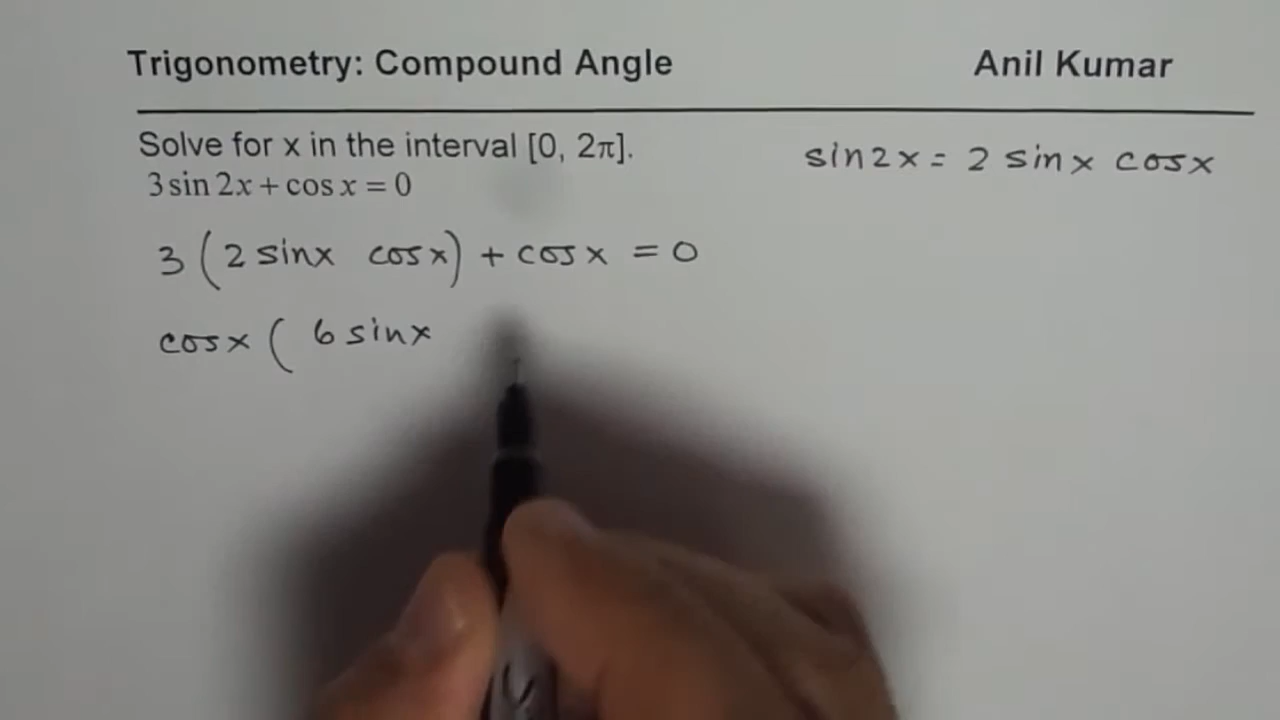 Trigonometry: Compound Angle Anil Kumar
Solve for x in the interval [0, 2π].
3 sin 2x + cos x = 0
sin2x = 2 sinx cosx
3 (2 sinx cosx) + cosx = 0
cosx ( 6 sinx